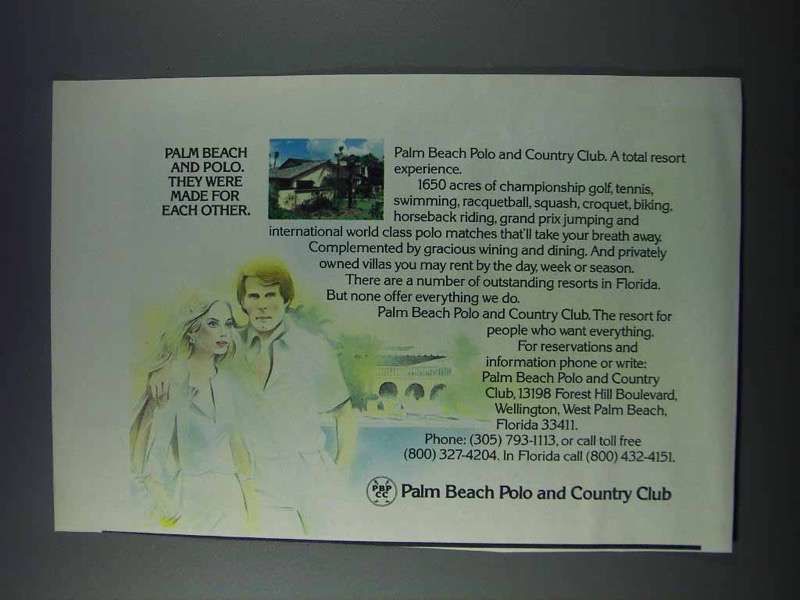 PALM BEACH
AND POLO.
THEY WERE
MADE FOR
EACH OTHER.
Palm Beach Polo and Country Club. A total resort
experience.
1650 acres of championship golf, tennis,
swimming, racquetball, squash, croquet, biking,
horseback riding, grand prix jumping and
international world class polo matches that'll take your breath away.
Complemented by gracious wining and dining. And privately
owned villas you may rent by the day, week or season.
There are a number of outstanding resorts in Florida.
But none offer everything we do.
Palm Beach Polo and Country Club. The resort for
people who want everything.
For reservations and
information phone or write:
Palm Beach Polo and Country
Club, 13198 Forest Hill Boulevard,
Wellington, West Palm Beach,
Florida 33411.
Phone: (305) 793-1113, or call toll free
(800) 327-4204. In Florida call (800) 432-4151.
PBP
CC
Palm Beach Polo and Country Club